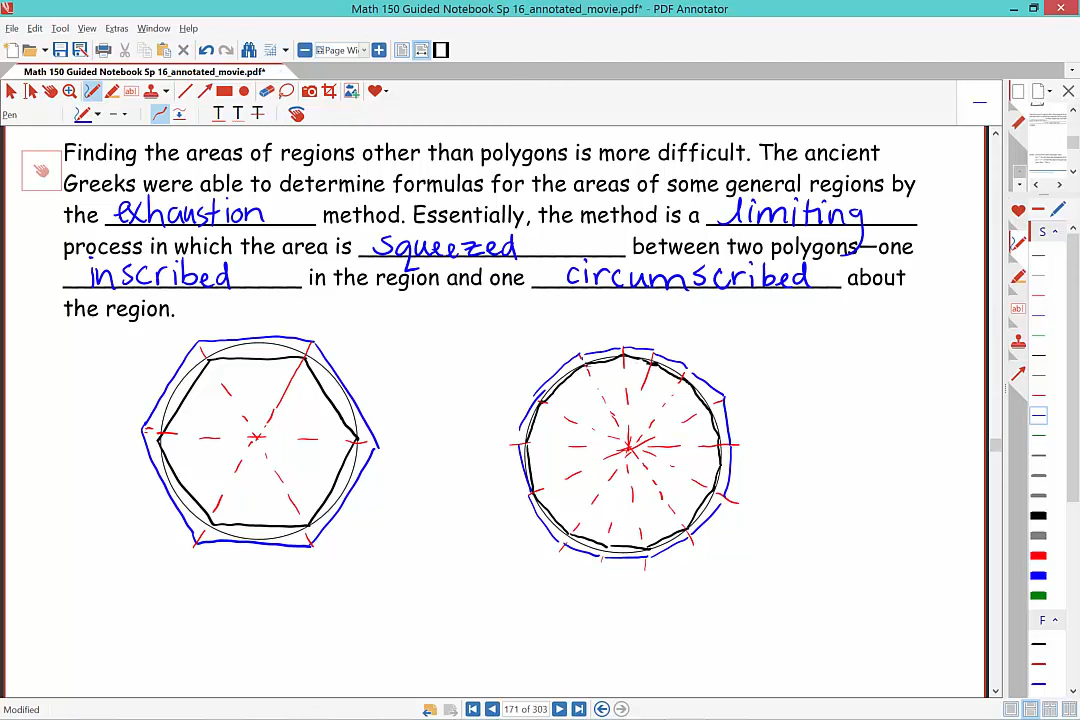 Math 150 Guided Notebook Sp 16_annotated_movie.pdf* - PDF Annotator
File Edit Tool View Extras Window Help
Page Wi
Math 150 Guided Notebook Sp 16_annotated_movie.pdf*
Pen
Finding the areas of regions other than polygons is more difficult. The ancient
Greeks were able to determine formulas for the areas of some general regions by
the exhaustion method. Essentially, the method is a limiting
process in which the area is squeezed between two polygons—one
inscribed in the region and one circumscribed about
the region.
S
F
Modified
171 of 303